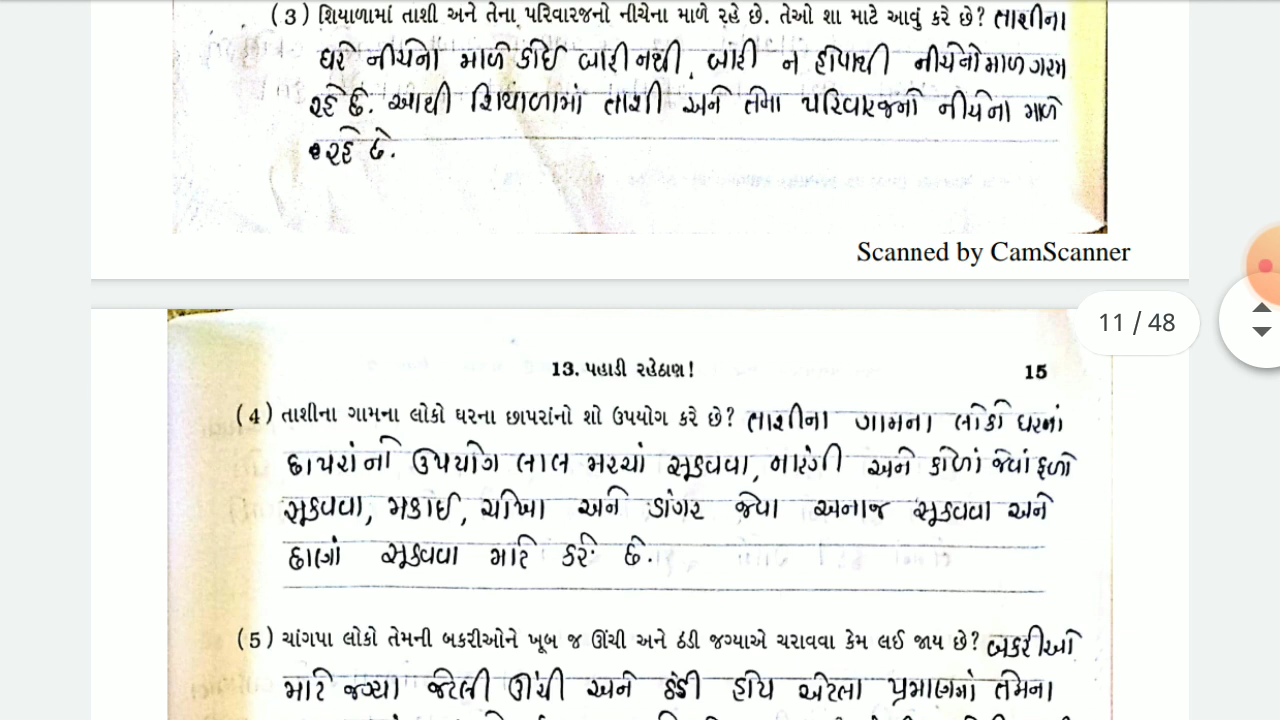 (3) શિયાળામાં તાશી અને તેના પરિવારજનો નીચેના માળે રહે છે. તેઓ શા માટે આવું કરે છે? તાશીના
ઘરે નીચેના માળે કોઈ બારી નથી. બારી ન હોવાથી નીચેનો માળ ગરમ
રહે છે. આથી શિયાળામાં તાશી અને તેમા પરિવારજનો નીચેના માળે
રહે છે.
Scanned by CamScanner
11 / 48
13. પહાડી રહેઠાણ! 15
(4) તાશીના ગામના લોકો ઘરના છાપરાંનો શો ઉપયોગ કરે છે? તાશીના ગામના લોકો ઘરનાં
છાપરાંનો ઉપયોગ લાલ મરચાં સૂકવવા, નારંગી અને કોળાં જેવાં ફળો
સૂકવવા, મકાઈ, ચોખા અને ડાંગર જેવા અનાજ સૂકવવા અને
છાણાં સૂકવવા માટે કરે છે.
(5) ચાંગપા લોકો તેમની બકરીઓને ખૂબ જ ઊંચી અને ઠંડી જગ્યાએ ચરાવવા કેમ લઈ જાય છે? બકરીઓ
માટે જગ્યા જેટલી ઊંચી અને ઠંડી હોય એટલા પ્રમાણમાં તેમના